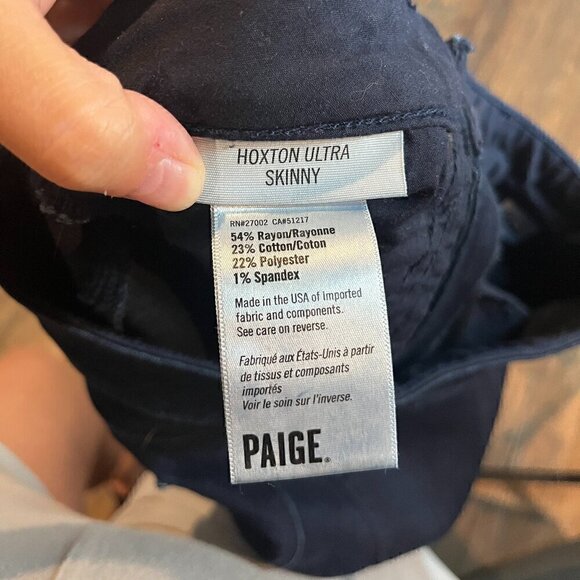 HOXTON ULTRA
SKINNY
RN#27002 CA#51217
54% Rayon/Rayonne
23% Cotton/Coton
22% Polyester
1% Spandex
Made in the USA of Imported
fabric and components.
See care on reverse.
Fabriqué aux États-Unis à partir
de tissus et composants
importés
Voir le soin sur l'inverse.
PAIGE®